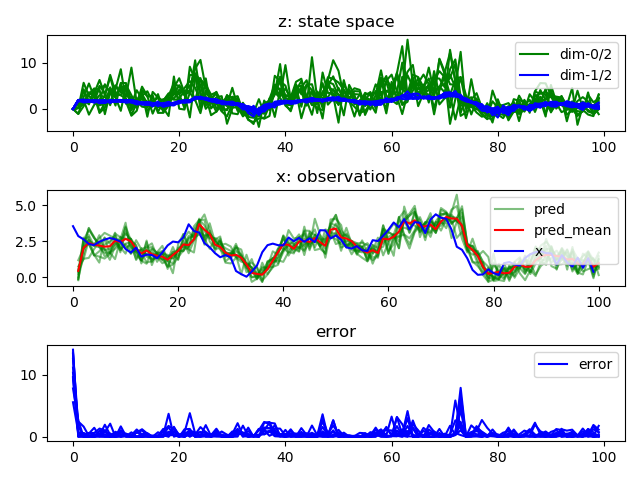 z: state space
10
0
dim-0/2
dim-1/2
0 20 40 60 80 100
x: observation
5.0
2.5
0.0
pred
pred_mean
x
0 20 40 60 80 100
error
10
0
error
0 20 40 60 80 100